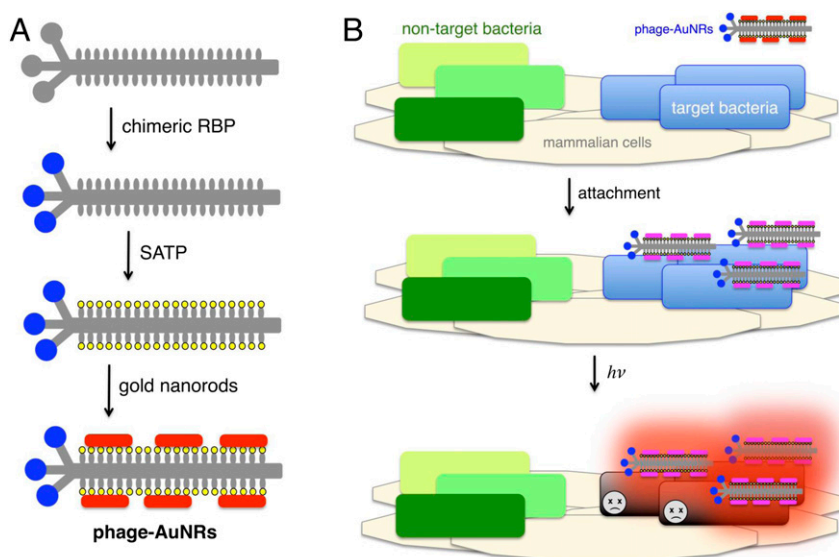 A
chimeric RBP
SATP
gold nanorods
phage-AuNRs
B
non-target bacteria
phage-AuNRs
target bacteria
mammalian cells
attachment
hν
x x
x x